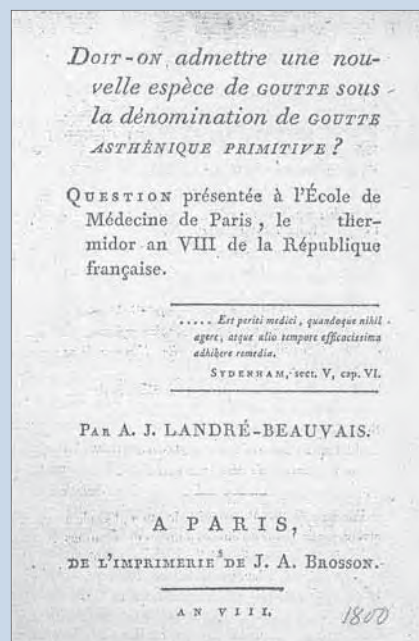 DOIT-ON admettre une nou-
velle espèce de GOUTTE sous
la dénomination de GOUTTE
ASTHÉNIQUE PRIMITIVE ?
QUESTION présentée à l'École de
Médecine de Paris, le ther-
midor an VIII de la République
française.
..... Est periti medici, quandoque nihil
agere, atque alio tempore efficacissima
adhibere remedia.
SYDENHAM, sect. V, cap. VI.
PAR A. J. LANDRÉ-BEAUVAIS.
A PARIS,
DE L'IMPRIMERIE DE J. A. BROSSON.
AN VIII.
1800